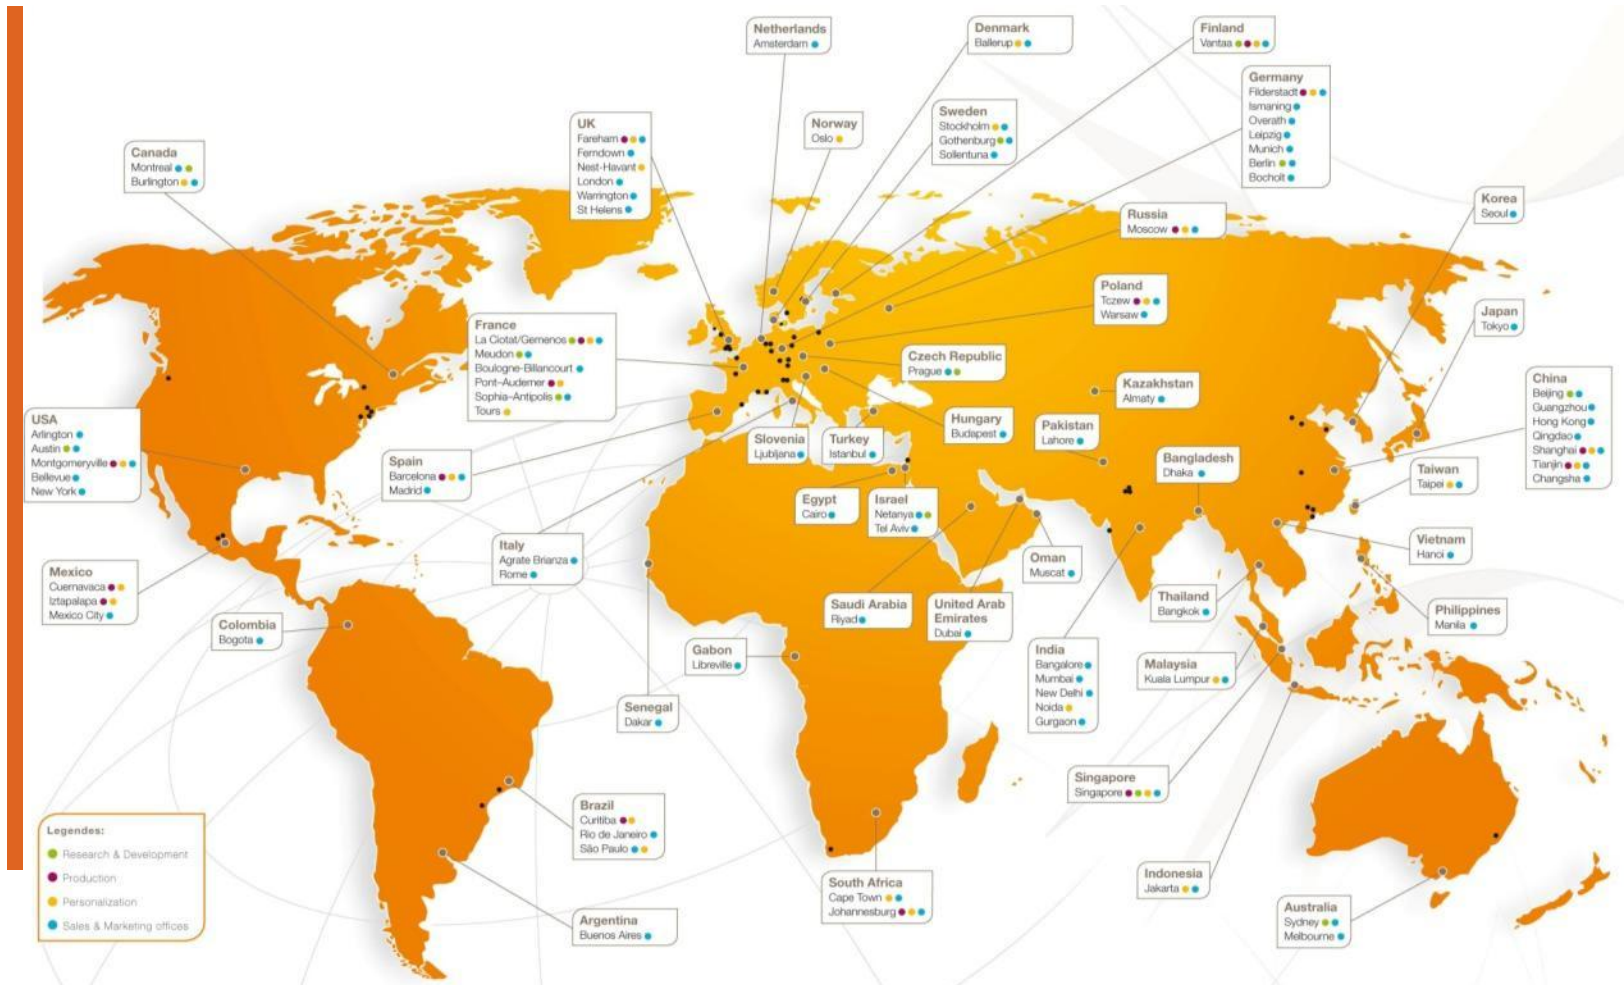 Netherlands
Amsterdam
Denmark
Ballerup
Finland
Vantaa
Germany
Filderstadt
Ismaning
Overath
Leipzig
Munich
Berlin
Bocholt
UK
Fareham
Ferndown
Nest-Havant
London
Warrington
St Helens
Norway
Oslo
Sweden
Stockholm
Gothenburg
Sollentuna
Canada
Montreal
Burlington
Korea
Seoul
Russia
Moscow
Poland
Tczew
Warsaw
Japan
Tokyo
France
La Ciotat/Gemenos
Meudon
Boulogne-Billancourt
Pont-Audemer
Sophia-Antipolis
Tours
Czech Republic
Prague
Kazakhstan
Almaty
China
Beijing
Guangzhou
Hong Kong
Qingdao
Shanghai
Tianjin
Changsha
USA
Arlington
Austin
Montgomeryville
Bellevue
New York
Hungary
Budapest
Pakistan
Lahore
Slovenia
Ljubljana
Turkey
Istanbul
Spain
Barcelona
Madrid
Bangladesh
Dhaka
Taiwan
Taipei
Egypt
Cairo
Israel
Netanya
Tel Aviv
Italy
Agrate Brianza
Rome
Oman
Muscat
Vietnam
Hanoi
Mexico
Cuernavaca
Iztapalapa
Mexico City
Thailand
Bangkok
Saudi Arabia
Riyad
United Arab
Emirates
Dubai
Philippines
Manila
Colombia
Bogota
Gabon
Libreville
India
Bangalore
Mumbai
New Delhi
Noida
Gurgaon
Malaysia
Kuala Lumpur
Senegal
Dakar
Singapore
Singapore
Brazil
Curitiba
Rio de Janeiro
São Paulo
Legendes:
Research & Development
Production
Personalization
Sales & Marketing offices
Indonesia
Jakarta
South Africa
Cape Town
Johannesburg
Argentina
Buenos Aires
Australia
Sydney
Melbourne